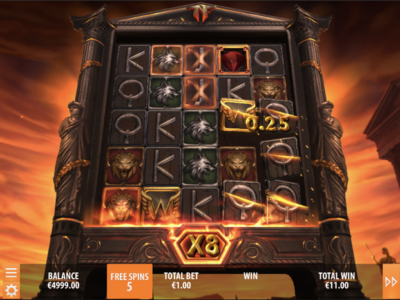 K X Q
Q K X K Q
Q K K 0.25
Q K Q
W K Q Q
X8
BALANCE FREE SPINS TOTAL BET WIN TOTAL WIN
€4999.00 5 €1.00 €11.00